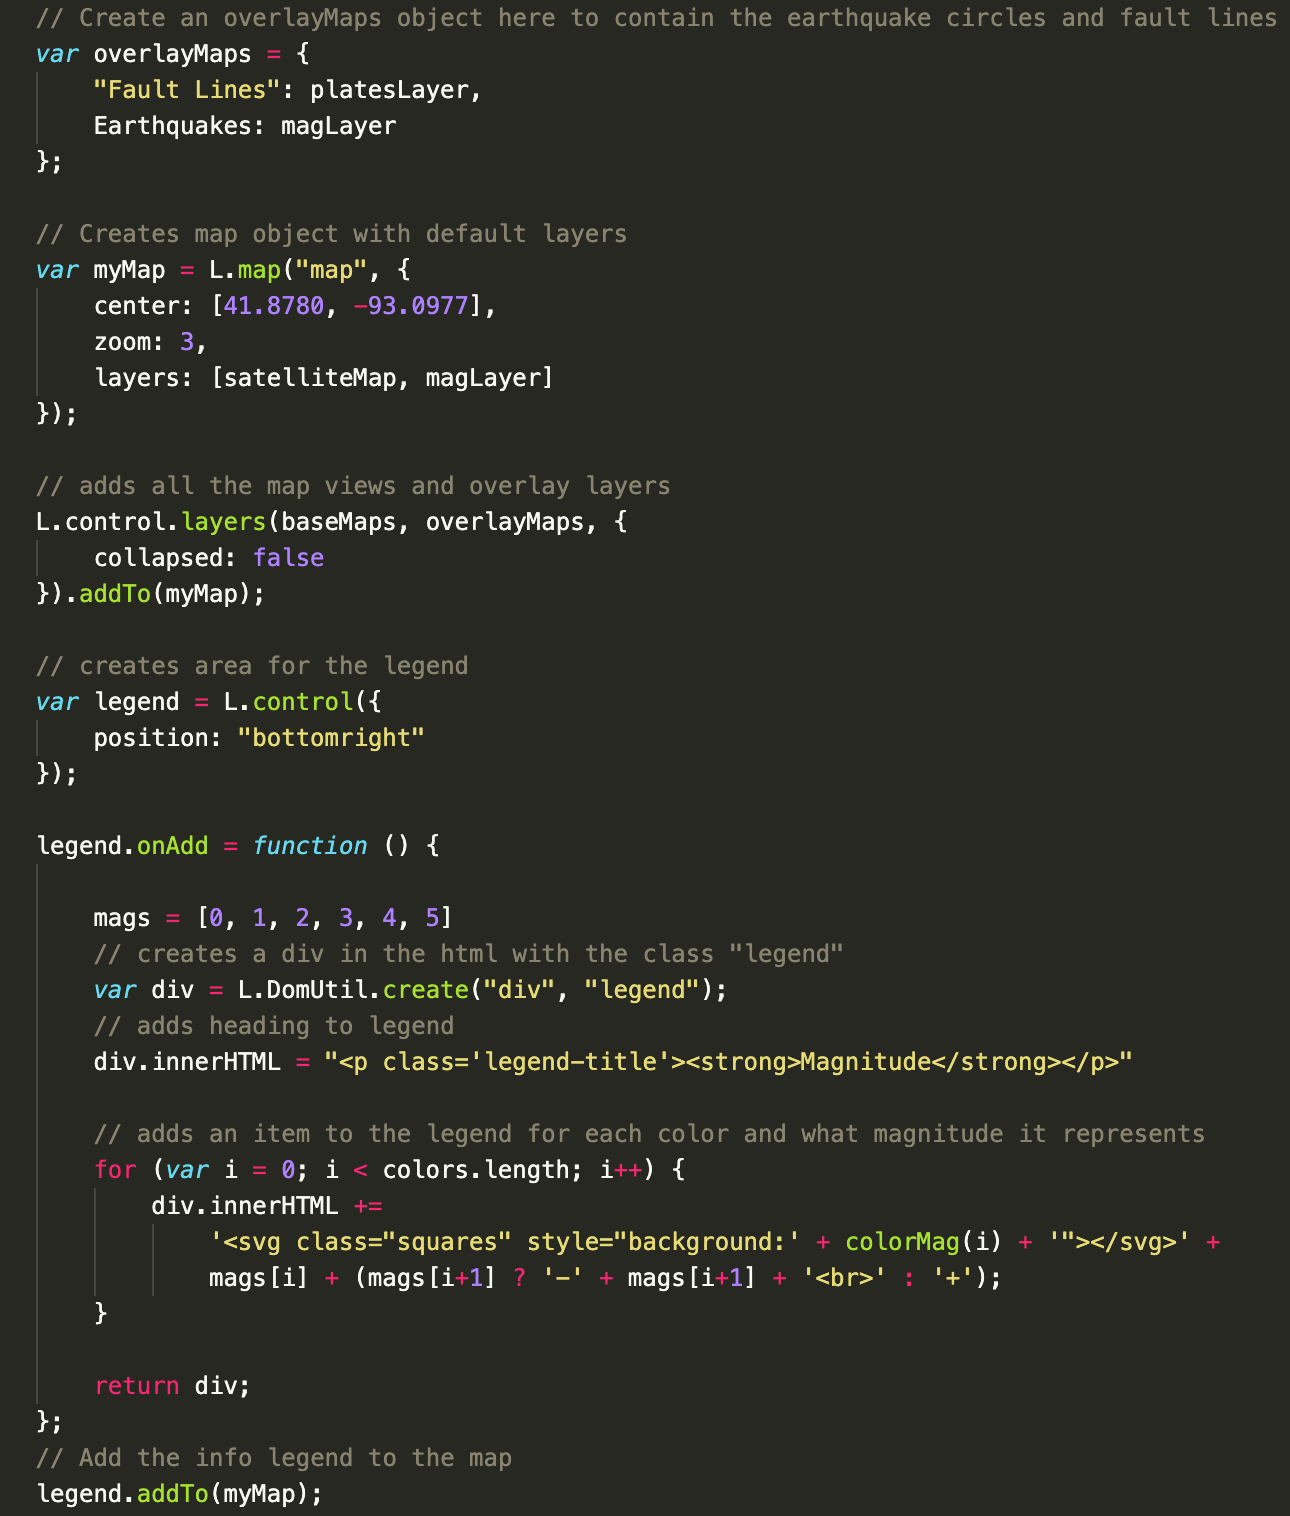 // Create an overlayMaps object here to contain the earthquake circles and fault lines
var overlayMaps = {
    "Fault Lines": platesLayer,
    Earthquakes: magLayer
};

// Creates map object with default layers
var myMap = L.map("map", {
    center: [41.8780, -93.0977],
    zoom: 3,
    layers: [satelliteMap, magLayer]
});

// adds all the map views and overlay layers
L.control.layers(baseMaps, overlayMaps, {
    collapsed: false
}).addTo(myMap);

// creates area for the legend
var legend = L.control({
    position: "bottomright"
});

legend.onAdd = function () {

    mags = [0, 1, 2, 3, 4, 5]
    // creates a div in the html with the class "legend"
    var div = L.DomUtil.create("div", "legend");
    // adds heading to legend
    div.innerHTML = "<p class='legend-title'><strong>Magnitude</strong></p>"

    // adds an item to the legend for each color and what magnitude it represents
    for (var i = 0; i < colors.length; i++) {
        div.innerHTML +=
            '<svg class="squares" style="background:' + colorMag(i) + '"></svg>' +
            mags[i] + (mags[i+1] ? '-' + mags[i+1] + '<br>' : '+');
    }

    return div;
};
// Add the info legend to the map
legend.addTo(myMap);